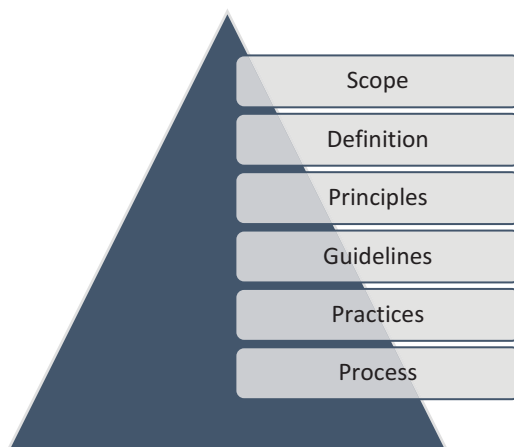 Scope
Definition
Principles
Guidelines
Practices
Process